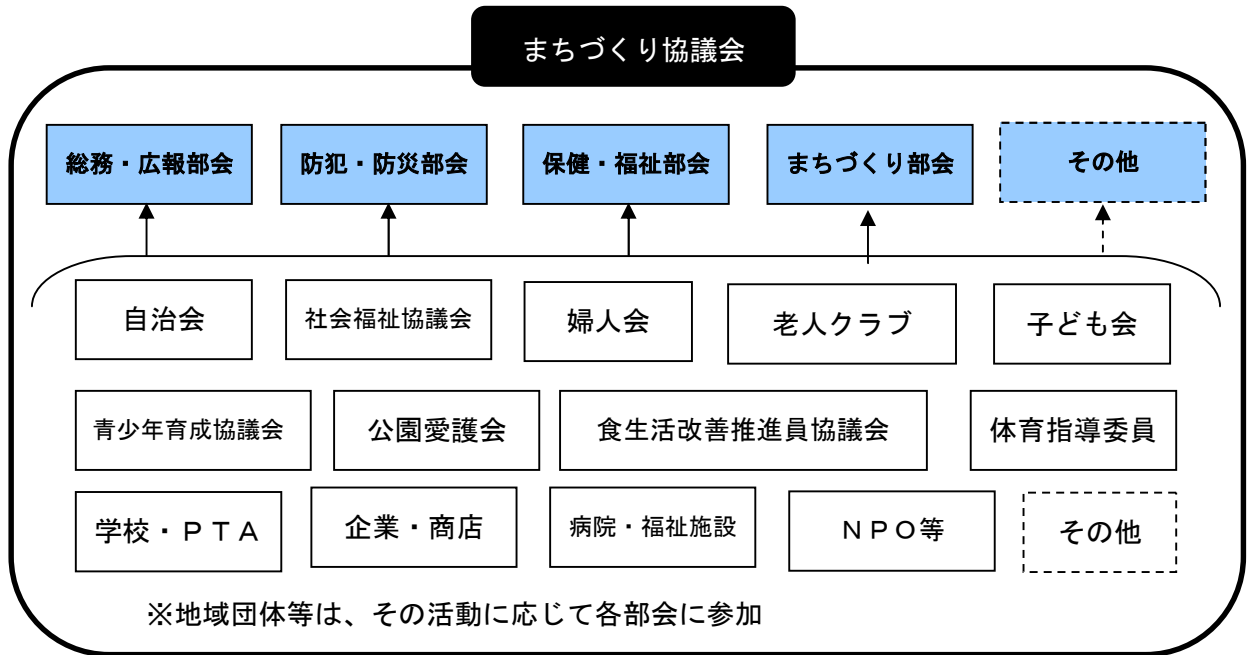 まちづくり協議会
総務・広報部会
防犯・防災部会
保健・福祉部会
まちづくり部会
その他
自治会
社会福祉協議会
婦人会
老人クラブ
子ども会
青少年育成協議会
公園愛護会
食生活改善推進員協議会
体育指導委員
学校・ＰＴＡ
企業・商店
病院・福祉施設
ＮＰＯ等
その他
※地域団体等は、その活動に応じて各部会に参加